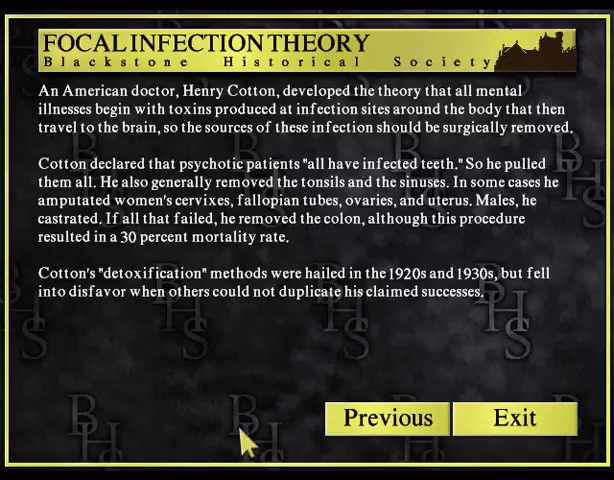 FOCAL INFECTION THEORY
Blackstone Historical Society
An American doctor, Henry Cotton, developed the theory that all mental
illnesses begin with toxins produced at infection sites around the body that then
travel to the brain, so the sources of these infection should be surgically removed.
Cotton declared that psychotic patients "all have infected teeth." So he pulled
them all. He also generally removed the tonsils and the sinuses. In some cases he
amputated women's cervixes, fallopian tubes, ovaries, and uterus. Males, he
castrated. If all that failed, he removed the colon, although this procedure
resulted in a 30 percent mortality rate.
Cotton's "detoxification" methods were hailed in the 1920s and 1930s, but fell
into disfavor when others could not duplicate his claimed successes.
Previous Exit